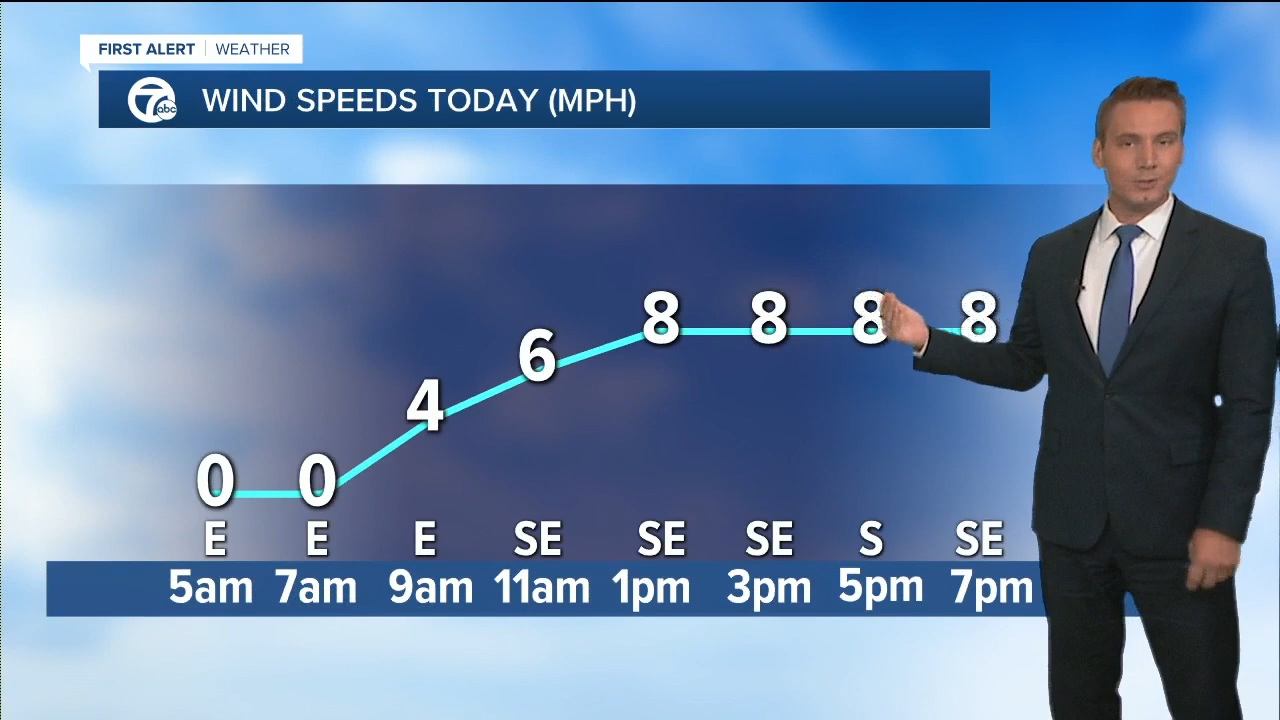 FIRST ALERT WEATHER
7 abc WIND SPEEDS TODAY (MPH)
0 0 4 6 8 8 8 8
E E E SE SE SE S SE
5am 7am 9am 11am 1pm 3pm 5pm 7pm